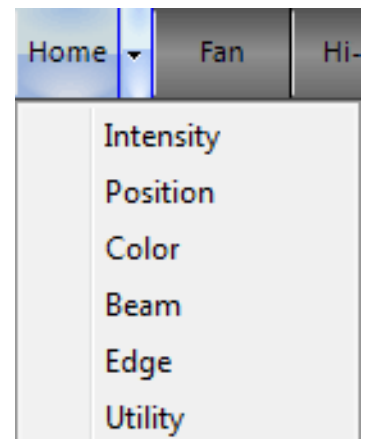 Home Fan Hi-
Intensity
Position
Color
Beam
Edge
Utility